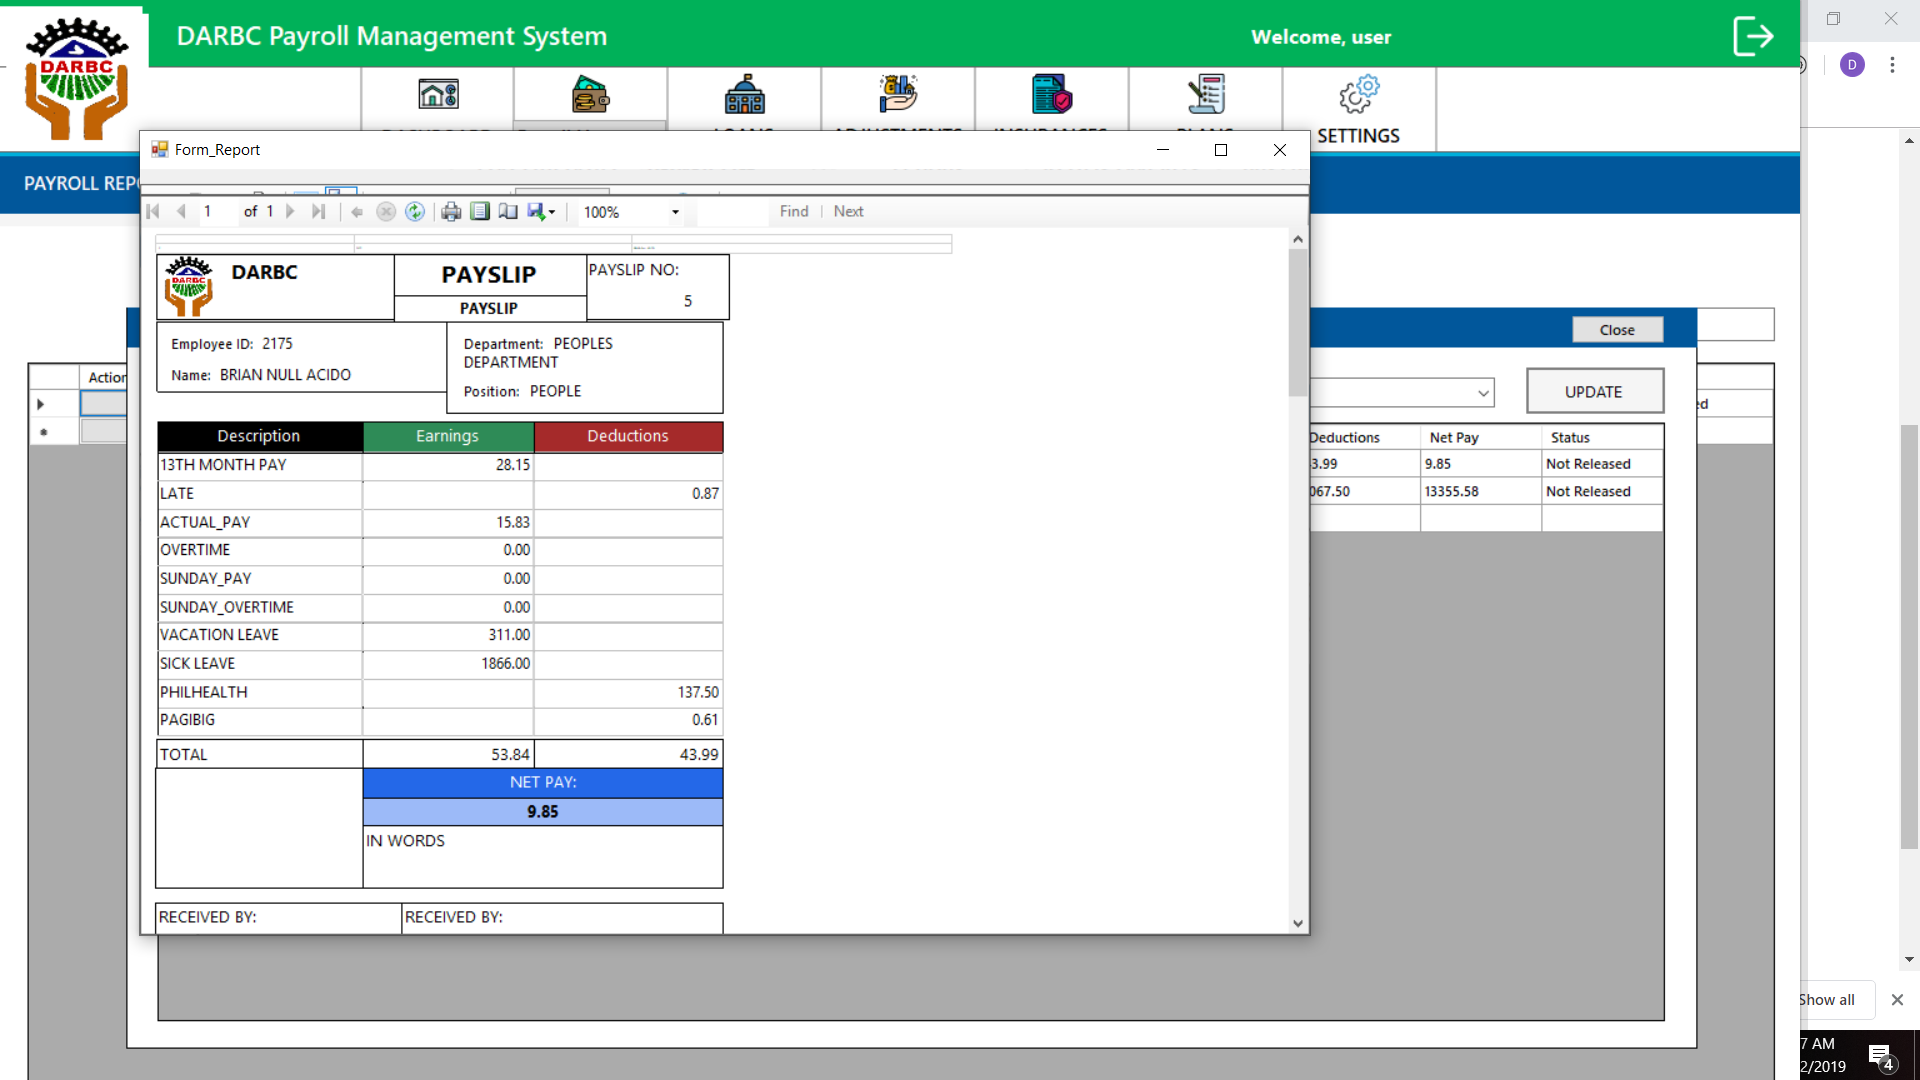 DARBC Payroll Management System
Welcome, user
DARBC
D
SETTINGS
Form_Report
PAYROLL REP
1 of 1
100%
Find | Next
DARBC
DARBC
PAYSLIP
PAYSLIP NO:
5
PAYSLIP
Employee ID: 2175
Name: BRIAN NULL ACIDO
Department: PEOPLES
DEPARTMENT
Position: PEOPLE
Close
Action
UPDATE
ed
Description Earnings Deductions
13TH MONTH PAY 28.15
LATE 0.87
ACTUAL_PAY 15.83
OVERTIME 0.00
SUNDAY_PAY 0.00
SUNDAY_OVERTIME 0.00
VACATION LEAVE 311.00
SICK LEAVE 1866.00
PHILHEALTH 137.50
PAGIBIG 0.61
TOTAL 53.84 43.99
NET PAY:
9.85
IN WORDS
RECEIVED BY: RECEIVED BY:
Deductions Net Pay Status
3.99 9.85 Not Released
067.50 13355.58 Not Released
Show all
7 AM
2/2019
4